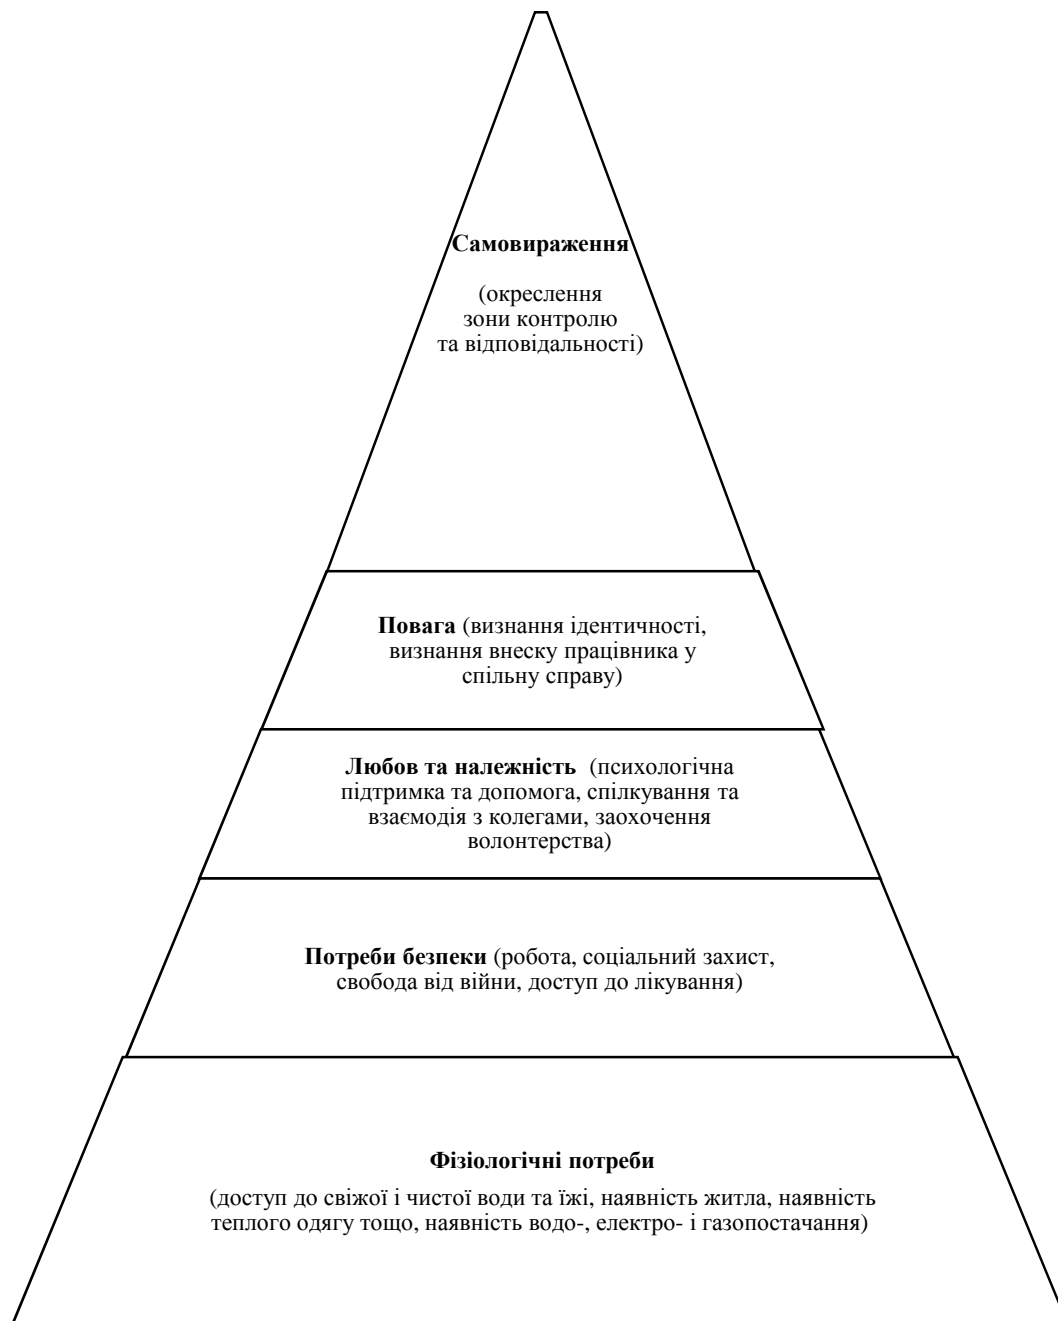 Самовираження
(окреслення
зони контролю
та відповідальності)
Повага (визнання ідентичності,
визнання внеску працівника у
спільну справу)
Любов та належність (психологічна
підтримка та допомога, спілкування та
взаємодія з колегами, заохочення
волонтерства)
Потреби безпеки (робота, соціальний захист,
свобода від війни, доступ до лікування)
Фізіологічні потреби
(доступ до свіжої і чистої води та їжі, наявність житла, наявність
теплого одягу тощо, наявність водо-, електро- і газопостачання)